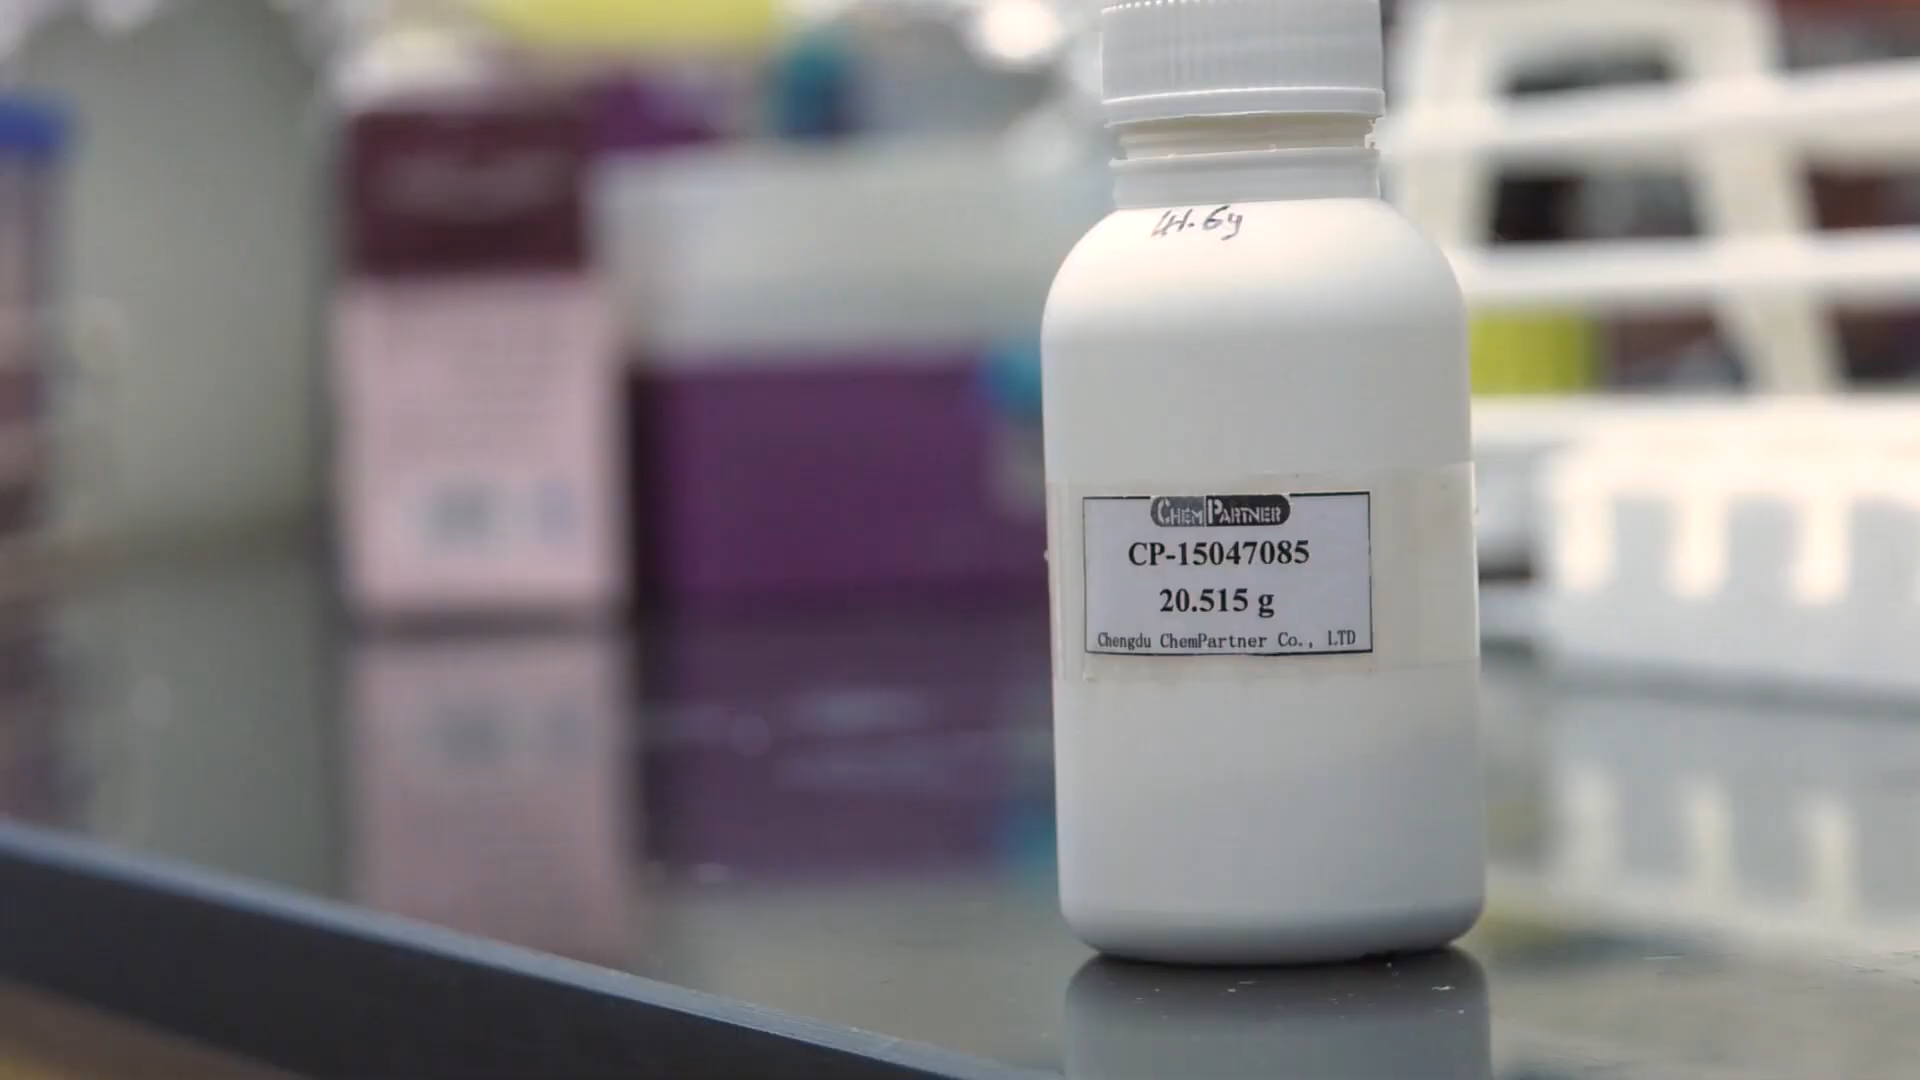 41.6g
CHEMPARTNER
CP-15047085
20.515 g
Chengdu ChemPartner Co., LTD